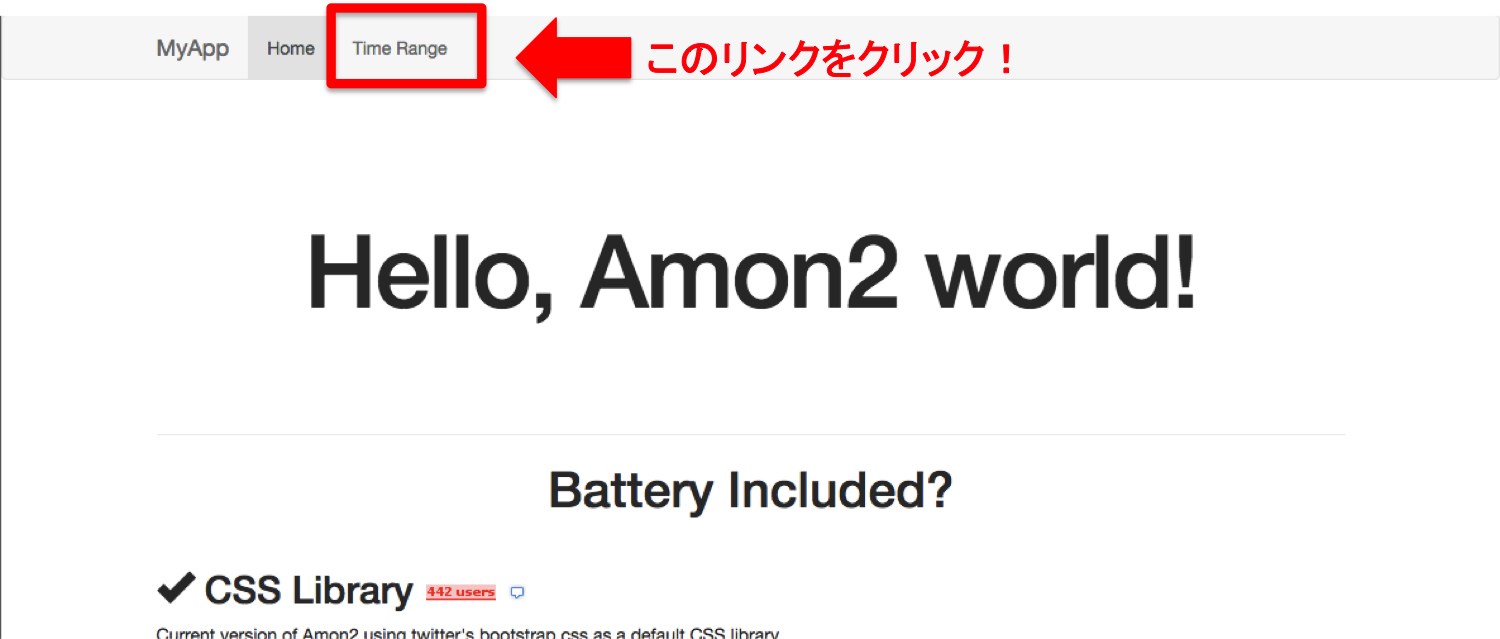 MyApp Home Time Range このリンクをクリック！
Hello, Amon2 world!
Battery Included?
CSS Library 442 users
Current version of Amon2 using twitter's bootstrap css as a default CSS library